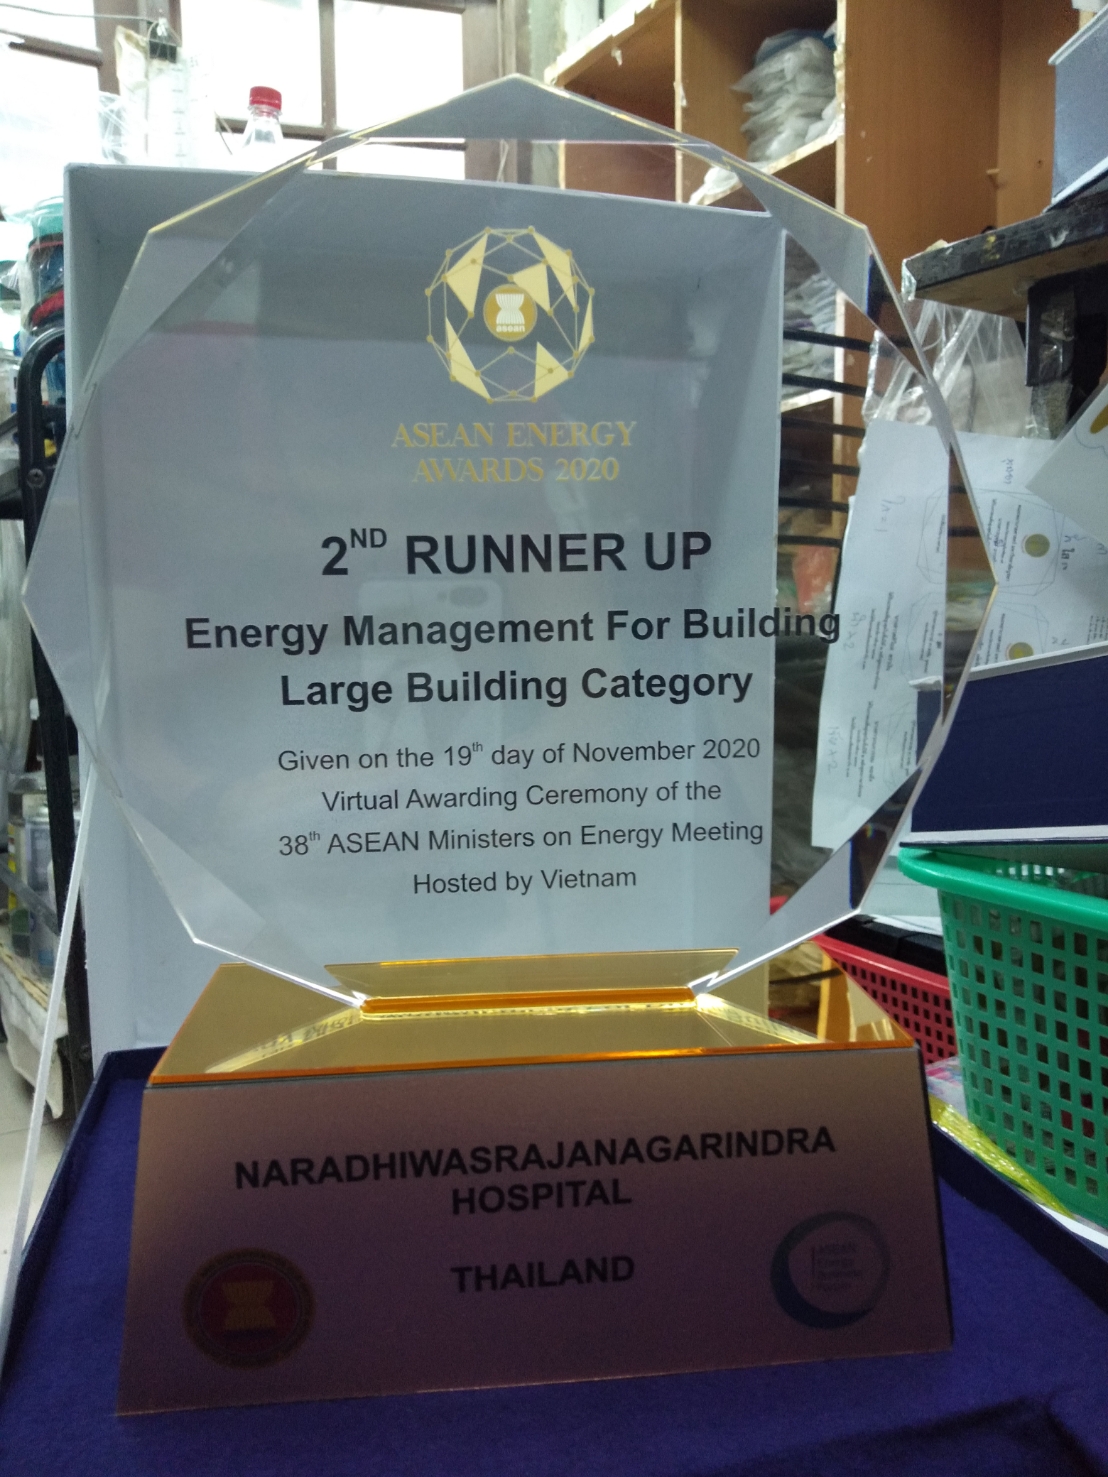 asean
ASEAN ENERGY
AWARDS 2020
2ND RUNNER UP
Energy Management For Building
Large Building Category
Given on the 19th day of November 2020
Virtual Awarding Ceremony of the
38th ASEAN Ministers on Energy Meeting
Hosted by Vietnam
NARADHIWASRAJANAGARINDRA
HOSPITAL
THAILAND